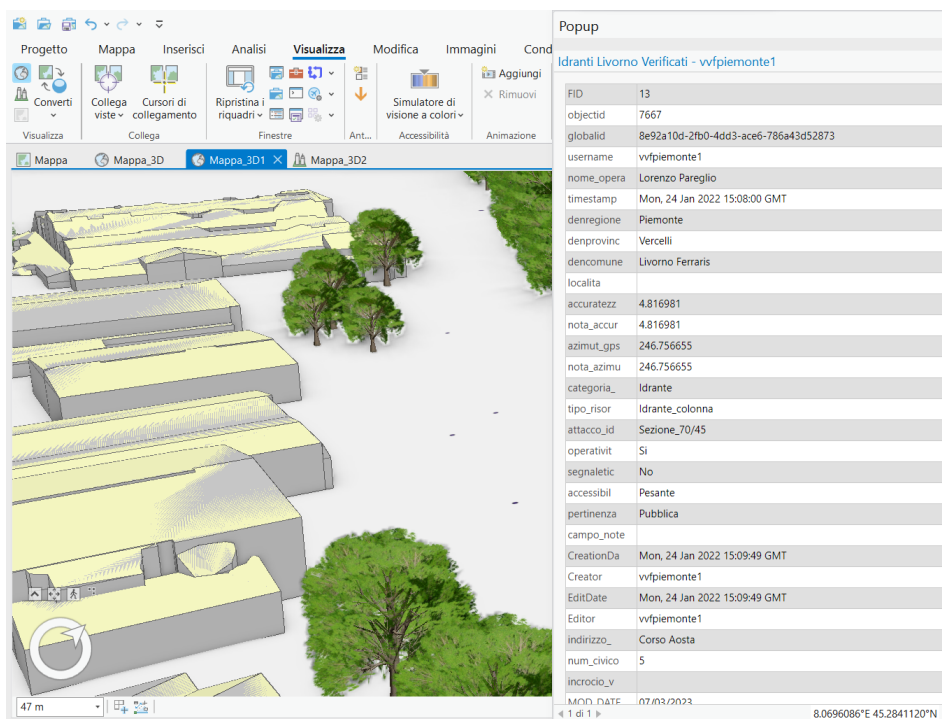 Progetto Mappa Inserisci Analisi Visualizza Modifica Immagini Cond
Converti
Collega viste
Cursori di collegamento
Ripristina i riquadri
Simulatore di visione a colori
Aggiungi
Rimuovi
Visualizza Collega Finestre Ant... Accessibilità Animazione
Mappa Mappa_3D Mappa_3D1 Mappa_3D2
47 m
Popup
Idranti Livorno Verificati - vvfpiemonte1
FID 13
objectid 7667
globalid 8e92a10d-2fb0-4dd3-ace6-786a43d52873
username vvfpiemonte1
nome_opera Lorenzo Pareglio
timestamp Mon, 24 Jan 2022 15:08:00 GMT
denregione Piemonte
denprovinc Vercelli
dencomune Livorno Ferraris
localita
accuratezz 4.816981
nota_accur 4.816981
azimut_gps 246.756655
nota_azimu 246.756655
categoria_ Idrante
tipo_risor Idrante_colonna
attacco_id Sezione_70/45
operativit Si
segnaletic No
accessibil Pesante
pertinenza Pubblica
campo_note
CreationDa Mon, 24 Jan 2022 15:09:49 GMT
Creator vvfpiemonte1
EditDate Mon, 24 Jan 2022 15:09:49 GMT
Editor vvfpiemonte1
indirizzo_ Corso Aosta
num_civico 5
incrocio_v
MOD_DATE 07/03/2023
1 di 1 8.0696086°E 45.2841120°N